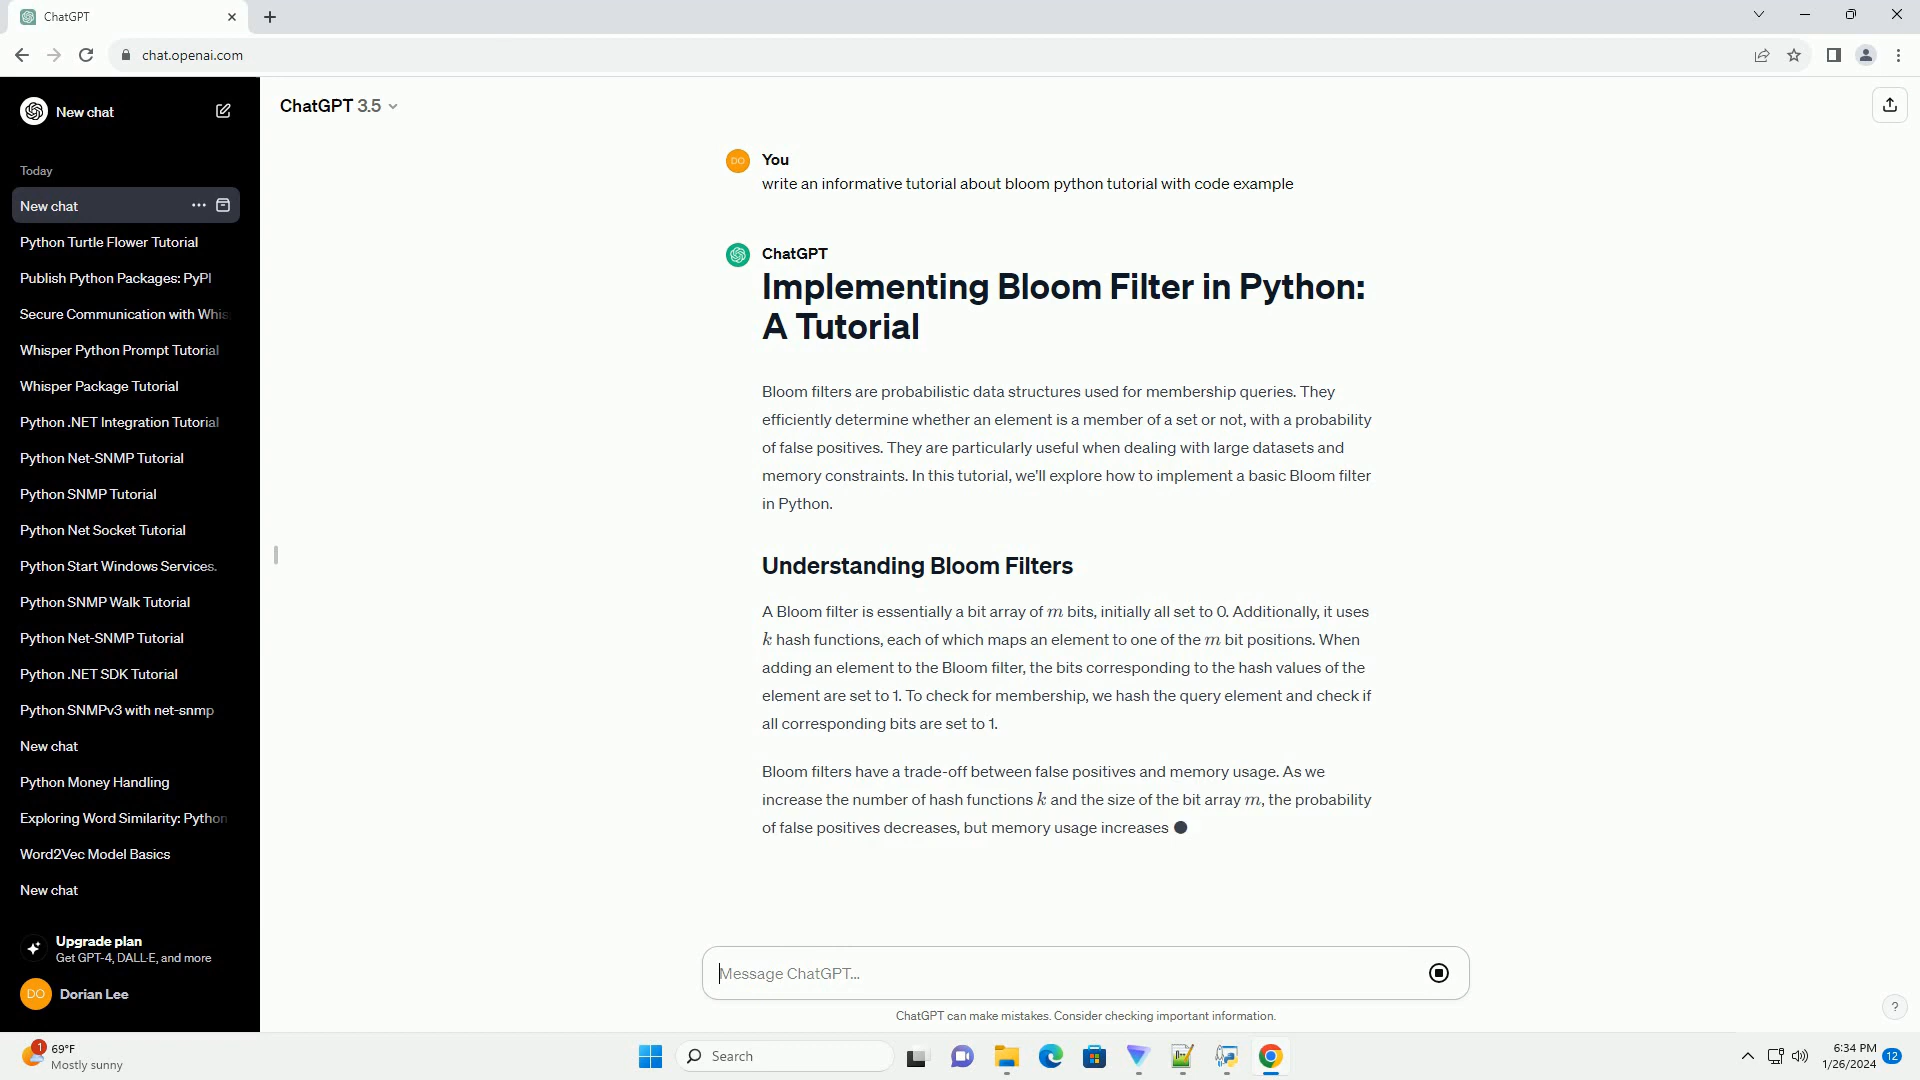 ChatGPT
chat.openai.com
New chat
Today
New chat
Python Turtle Flower Tutorial
Publish Python Packages: PyPI
Secure Communication with Whis
Whisper Python Prompt Tutorial
Whisper Package Tutorial
Python .NET Integration Tutorial
Python Net-SNMP Tutorial
Python SNMP Tutorial
Python Net Socket Tutorial
Python Start Windows Services.
Python SNMP Walk Tutorial
Python Net-SNMP Tutorial
Python .NET SDK Tutorial
Python SNMPv3 with net-snmp
New chat
Python Money Handling
Exploring Word Similarity: Python
Word2Vec Model Basics
New chat
Upgrade plan
Get GPT-4, DALL·E, and more
DO Dorian Lee
ChatGPT 3.5
DO You
write an informative tutorial about bloom python tutorial with code example
ChatGPT
Implementing Bloom Filter in Python:
A Tutorial
Bloom filters are probabilistic data structures used for membership queries. They
efficiently determine whether an element is a member of a set or not, with a probability
of false positives. They are particularly useful when dealing with large datasets and
memory constraints. In this tutorial, we'll explore how to implement a basic Bloom filter
in Python.
Understanding Bloom Filters
A Bloom filter is essentially a bit array of m bits, initially all set to 0. Additionally, it uses
k hash functions, each of which maps an element to one of the m bit positions. When
adding an element to the Bloom filter, the bits corresponding to the hash values of the
element are set to 1. To check for membership, we hash the query element and check if
all corresponding bits are set to 1.
Bloom filters have a trade-off between false positives and memory usage. As we
increase the number of hash functions k and the size of the bit array m, the probability
of false positives decreases, but memory usage increases
Message ChatGPT...
ChatGPT can make mistakes. Consider checking important information.
?
1
69°F
Mostly sunny
Search
6:34 PM
1/26/2024
12